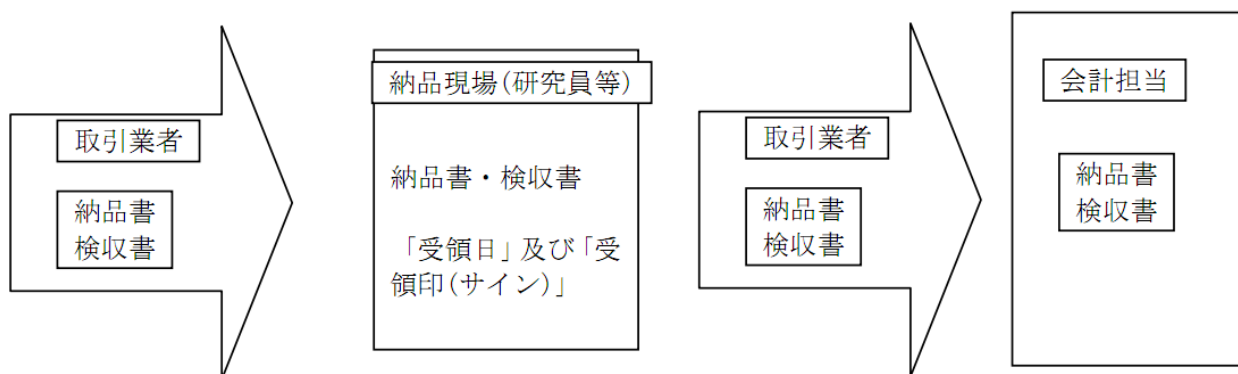 取引業者
納品書
検収書
納品現場(研究員等)
納品書・検収書
「受領日」及び「受
領印(サイン)」
取引業者
納品書
検収書
会計担当
納品書
検収書